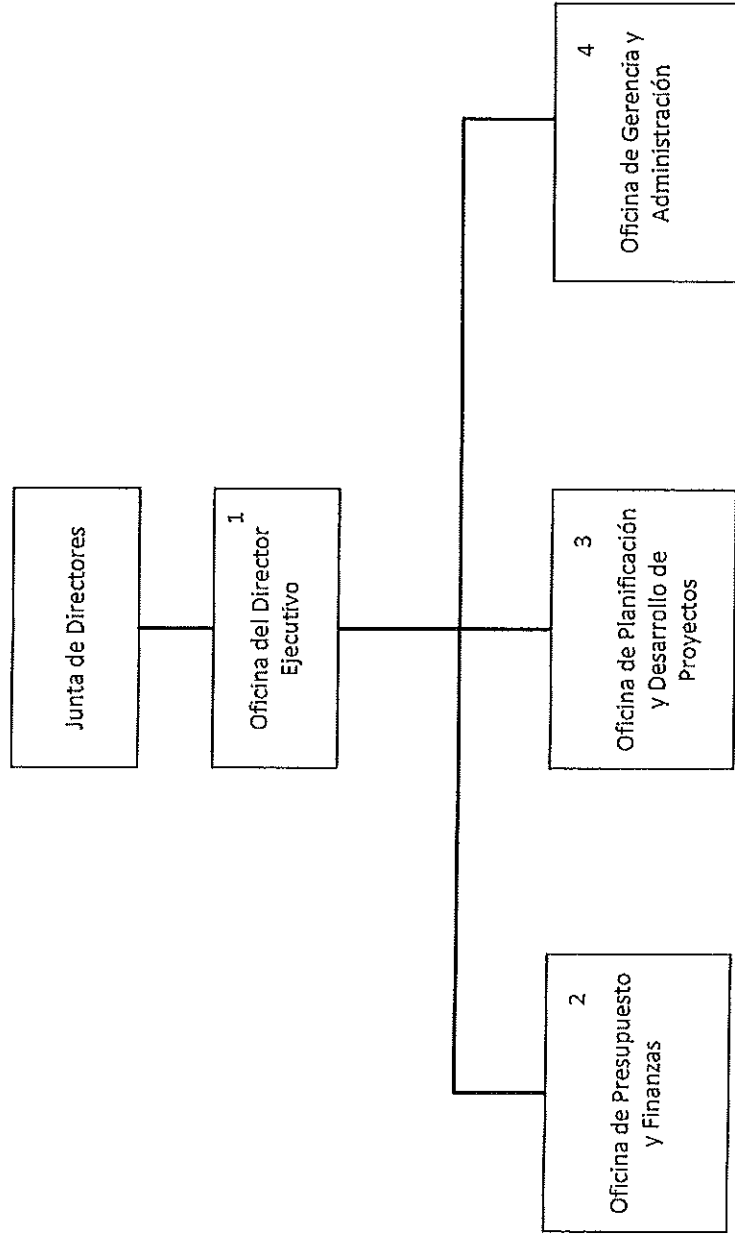 Junta de Directores
1
Oficina del Director
Ejecutivo
2
Oficina de Presupuesto
y Finanzas
3
Oficina de Planificación
y Desarrollo de
Proyectos
4
Oficina de Gerencia y
Administración